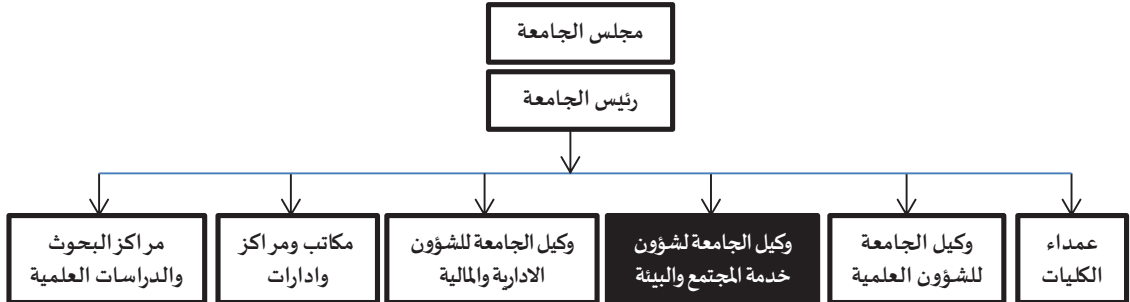 مجلس الجامعة
رئيس الجامعة
عمداء
الكليات
وكيل الجامعة
للشؤون العلمية
وكيل الجامعة لشؤون
خدمة المجتمع والبيئة
وكيل الجامعة للشؤون
الادارية والمالية
مكاتب ومراكز
وادارات
مراكز البحوث
والدراسات العلمية